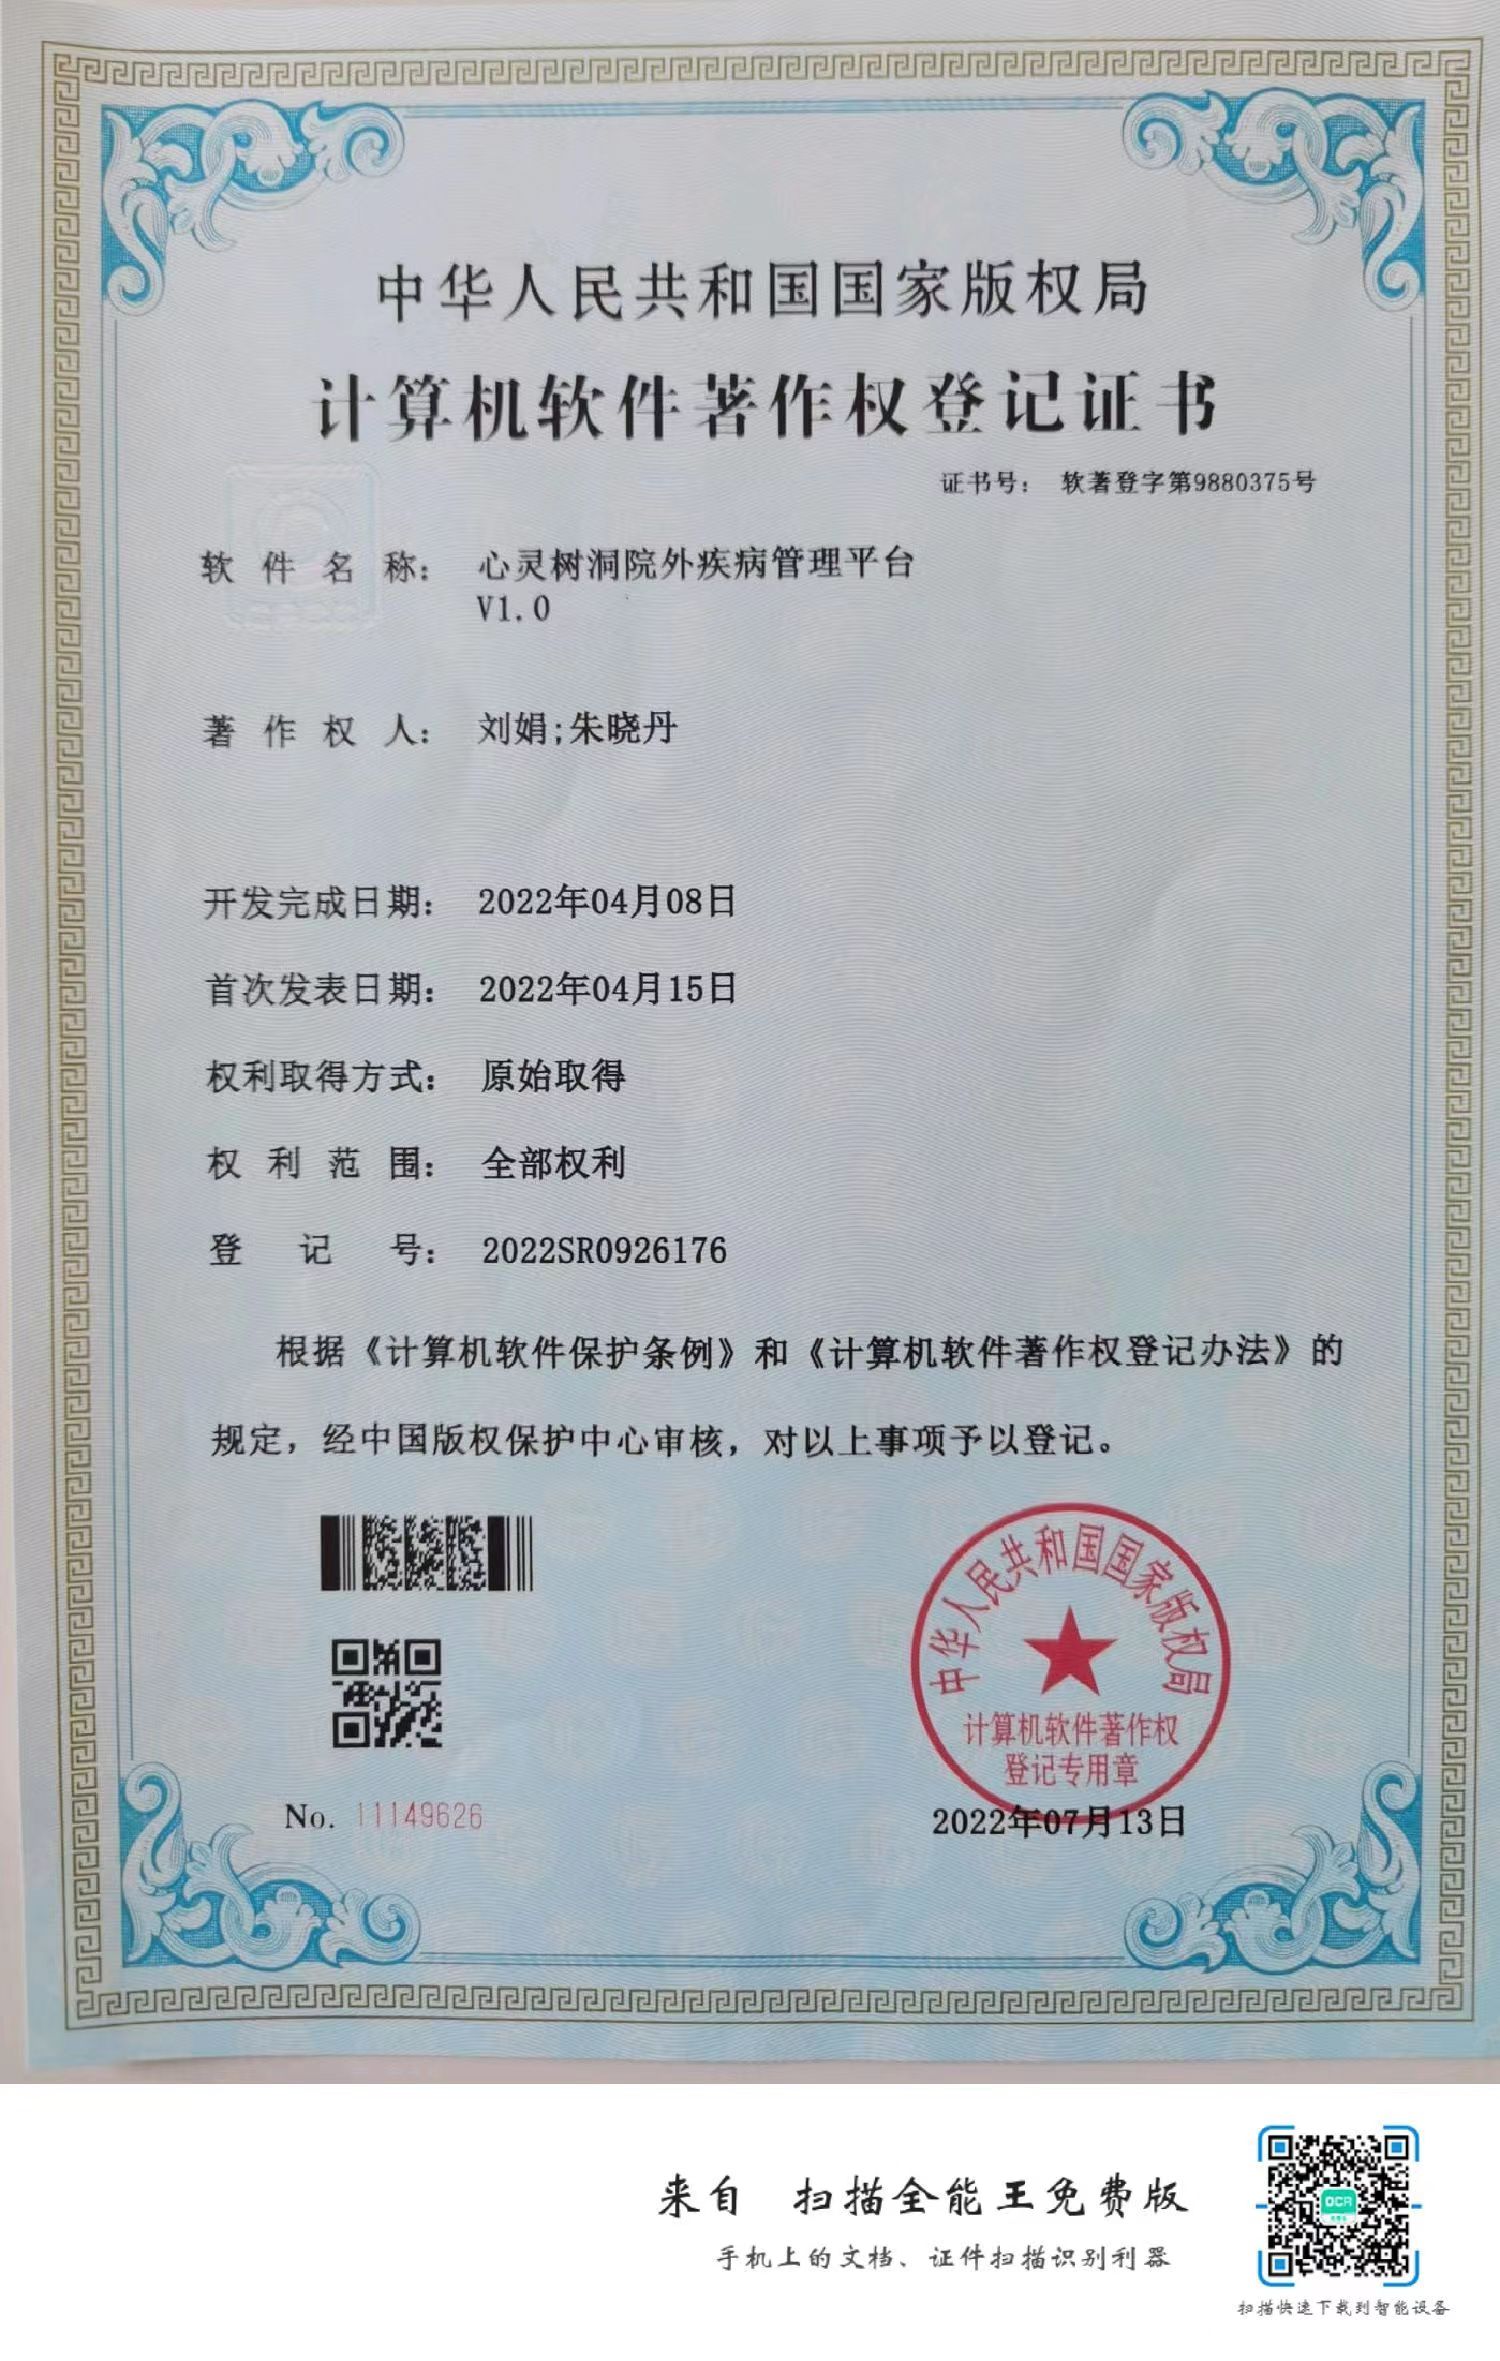 中华人民共和国国家版权局
计算机软件著作权登记证书
证书号： 软著登字第9880375号
软件名称： 心灵树洞院外疾病管理平台
V1.0
著作权人： 刘娟;朱晓丹
开发完成日期： 2022年04月08日
首次发表日期： 2022年04月15日
权利取得方式： 原始取得
权利范围： 全部权利
登记号： 2022SR0926176
根据《计算机软件保护条例》和《计算机软件著作权登记办法》的
规定，经中国版权保护中心审核，对以上事项予以登记。
中华人民共和国国家版权局
计算机软件著作权
登记专用章
No. 11149626
2022年07月13日
来自 扫描全能王免费版
手机上的文档、证件扫描识别利器
OCR
扫描快速下载到智能设备